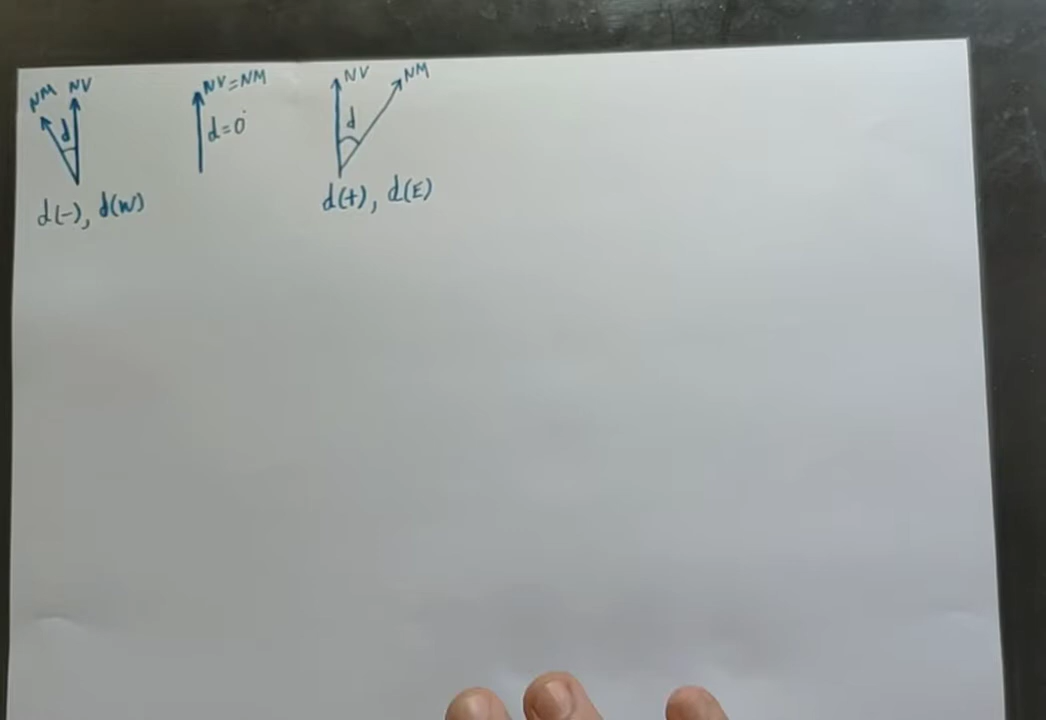 NM NV
d
d(-), d(W)
NV=NM
d=0°
NV NM
d
d(+), d(E)